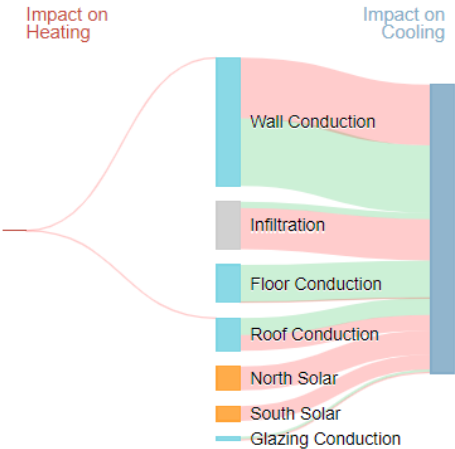 Impact on
Heating
Impact on
Cooling
Wall Conduction
Infiltration
Floor Conduction
Roof Conduction
North Solar
South Solar
Glazing Conduction